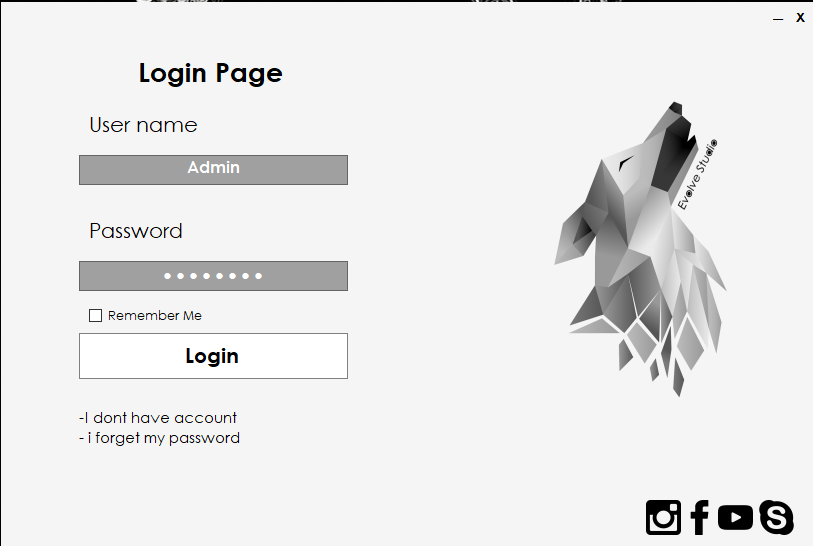 X
Login Page
User name
Admin
Password
Remember Me
Login
-I dont have account
- i forget my password
Evolve Studio